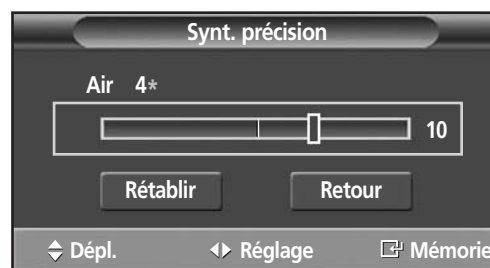 Synt. précision
Air 4*
10
Rétablir Retour
Dépl. Réglage Mémorie